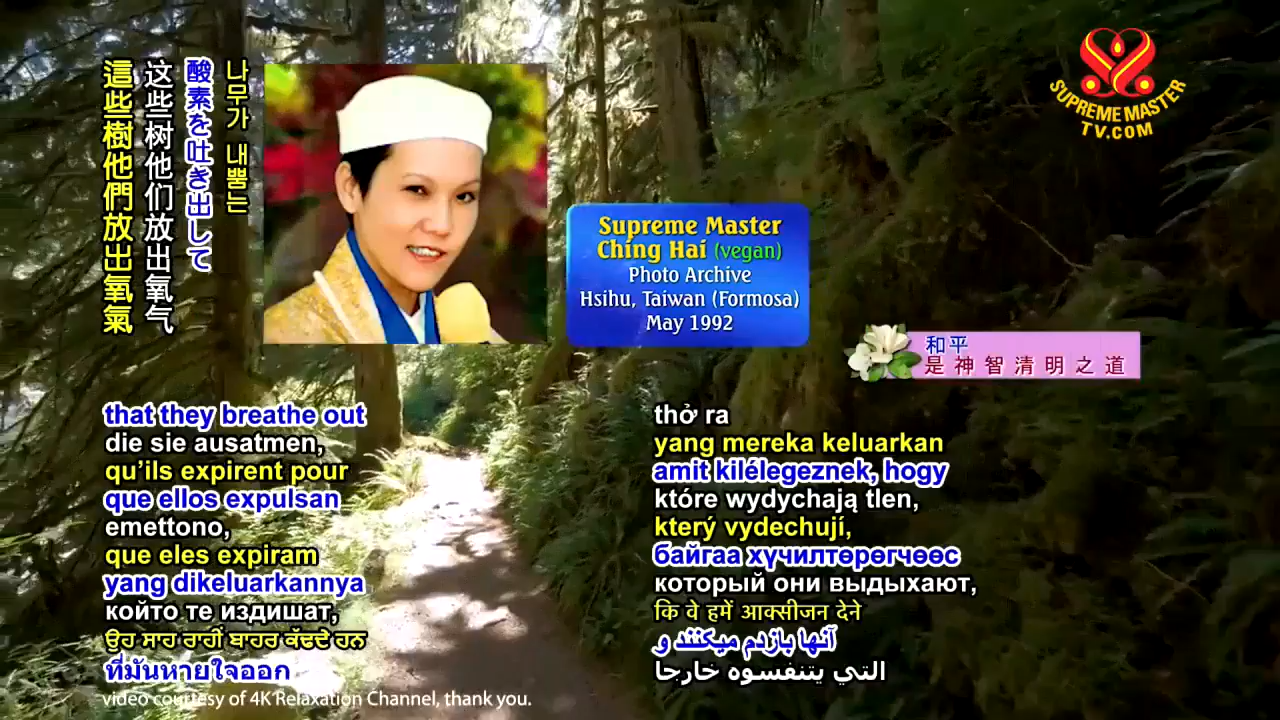 這些樹他們放出氧氣
这些树他们放出氧气
酸素を吐き出して
나무가 내뿜는
SUPREME MASTER
TV.COM
Supreme Master
Ching Hai (vegan)
Photo Archive
Hsihu, Taiwan (Formosa)
May 1992
和平
是神智清明之道
that they breathe out
die sie ausatmen,
qu’ils expirent pour
que ellos expulsan
emettono,
que eles expiram
yang dikeluarkannya
който те издишат,
ਉਹ ਸਾਹ ਰਾਹੀਂ ਬਾਹਰ ਕੱਢਦੇ ਹਨ
ที่มันหายใจออก
thở ra
yang mereka keluarkan
amit kilélegeznek, hogy
które wydychają tlen,
který vydechují,
байгаа хүчилтөрөгчөөс
который они выдыхают,
कि वे हमें आक्सीजन देने
آنها بازدم میکنند و
التي يتنفسوه خارجا
video courtesy of 4K Relaxation Channel, thank you.